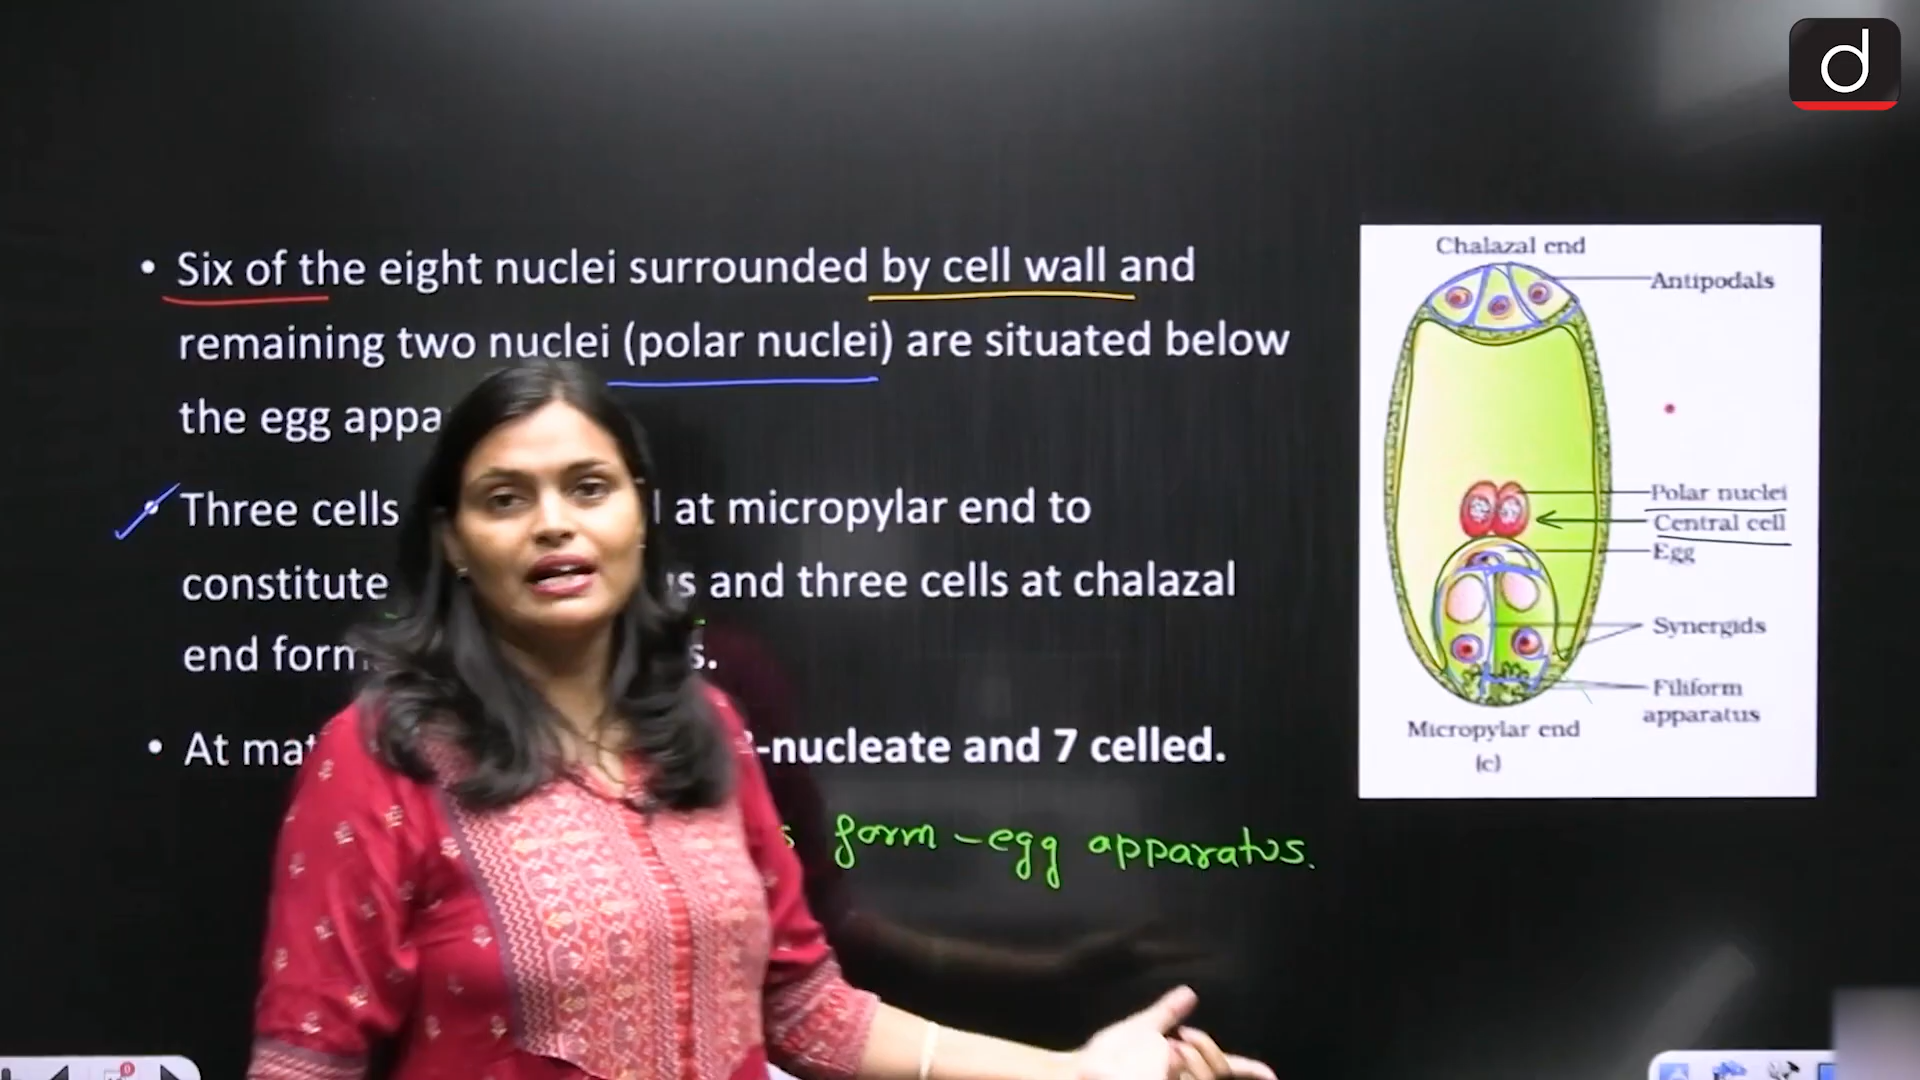 d
• Six of the eight nuclei surrounded by cell wall and
remaining two nuclei (polar nuclei) are situated below
the egg appa
Three cells at micropylar end to
constitute and three cells at chalazal
end form
• At mat -nucleate and 7 celled.
form - egg apparatus.
Chalazal end
Antipodals
Polar nuclei
Central cell
Egg
Synergids
Filiform
apparatus
Micropylar end
(c)
0